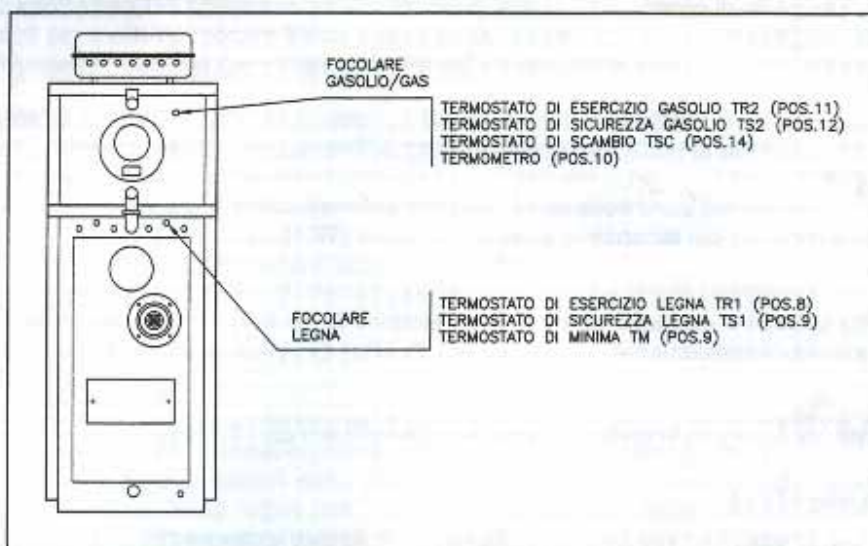 FOCOLARE
GASOLIO/GAS
TERMOSTATO DI ESERCIZIO GASOLIO TR2 (POS.11)
TERMOSTATO DI SICUREZZA GASOLIO TS2 (POS.12)
TERMOSTATO DI SCAMBIO TSC (POS.14)
TERMOMETRO (POS.10)
FOCOLARE
LEGNA
TERMOSTATO DI ESERCIZIO LEGNA TR1 (POS.8)
TERMOSTATO DI SICUREZZA LEGNA TS1 (POS.9)
TERMOSTATO DI MINIMA TM (POS.9)